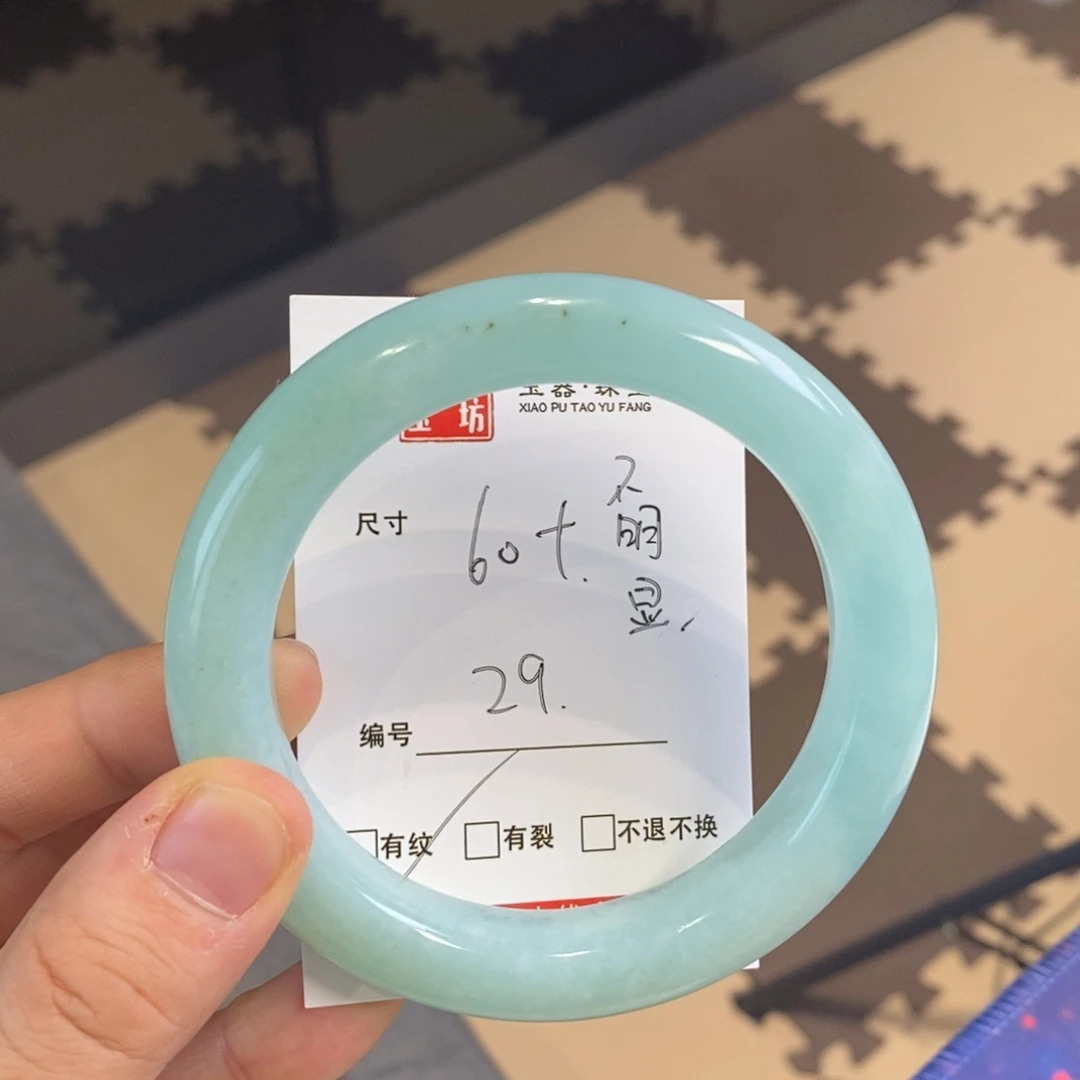 坊
XIAO PU TAO YU FANG
尺寸 60+.
不明显,
编号 29.
有纹 有裂 不退不换